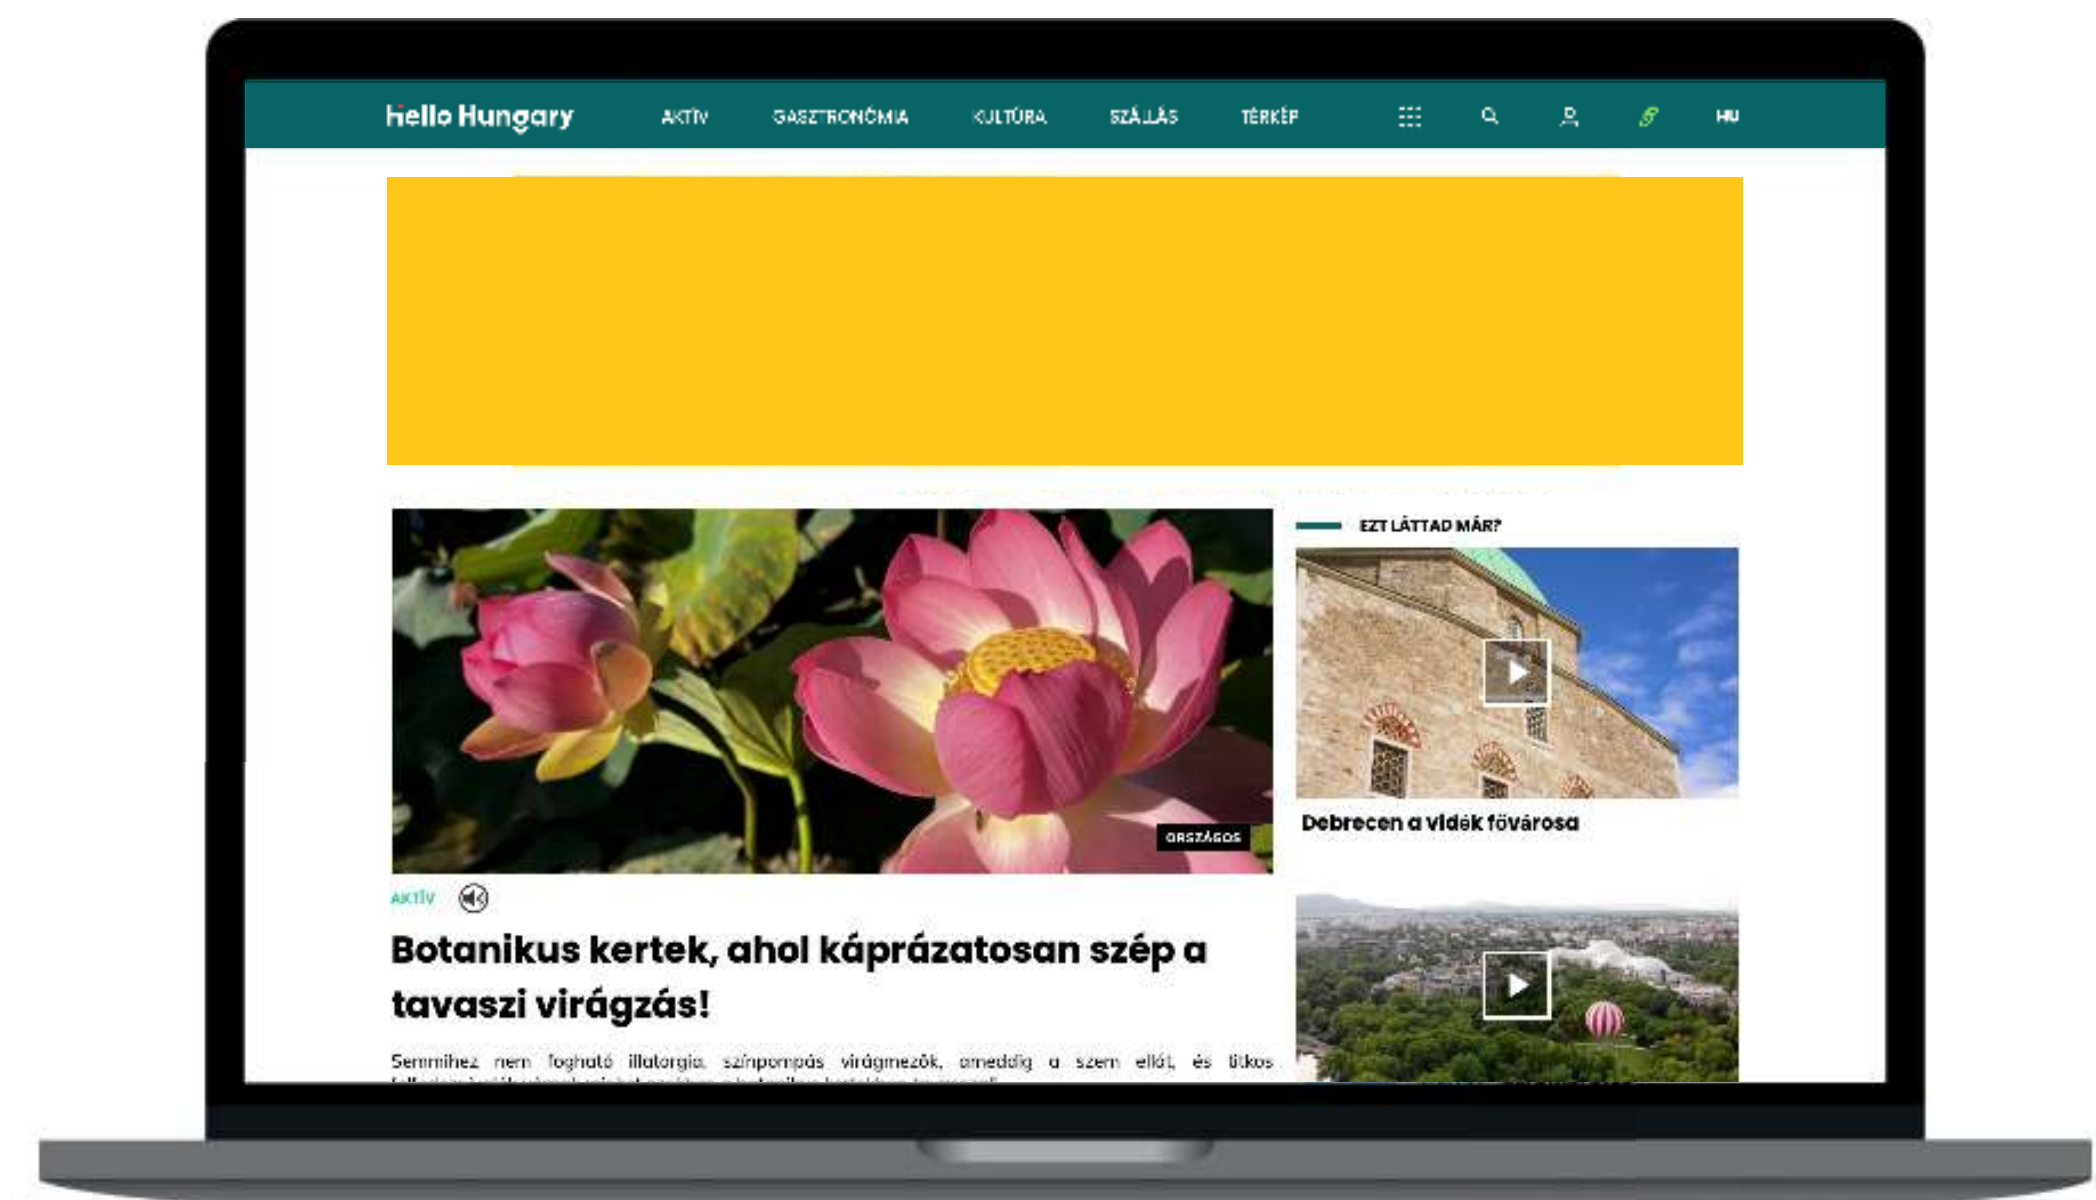 hello Hungary
AKTÍV GASZTRONÓMIA KULTÚRA SZÁLLÁS TÉRKÉP HU
EZT LÁTTAD MÁR?
ORSZÁGOS
Debrecen a vidék fővárosa
AKTÍV
Botanikus kertek, ahol káprázatosan szép a
tavaszi virágzás!
Semmihez nem fogható illatorgia, színpompás virágmezők, ameddig a szem ellát, és titkos